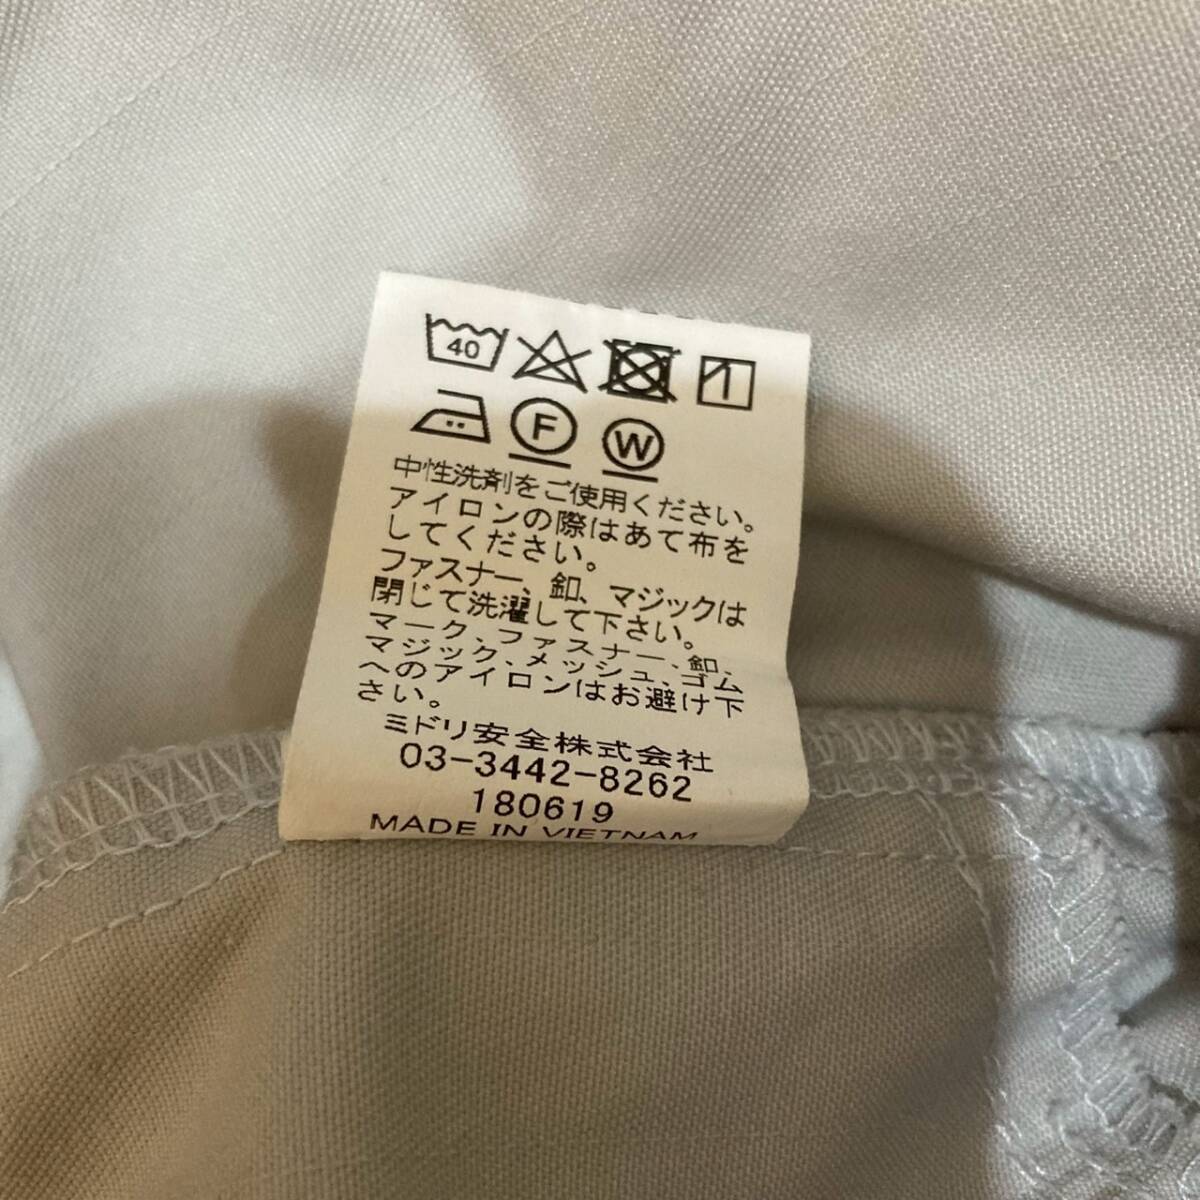 40
F W
中性洗剤をご使用ください。
アイロンの際はあて布を
してください。
ファスナー、釦、マジックは
閉じて洗濯して下さい。
マーク、ファスナー、釦、
マジック、メッシュ、ゴム
へのアイロンはお避け下
さい。
ミドリ安全株式会社
03-3442-8262
180619
MADE IN VIETNAM